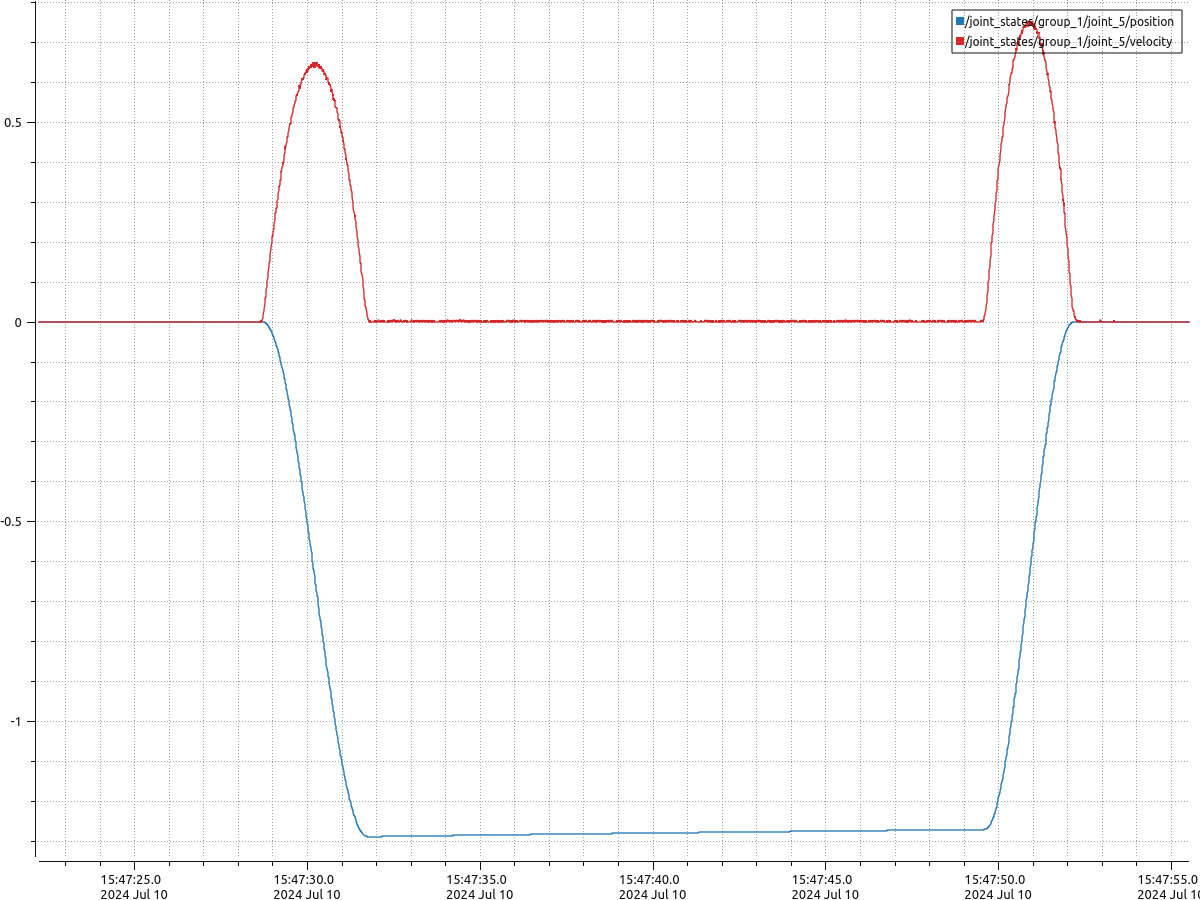 /joint_states/group_1/joint_5/position
/joint_states/group_1/joint_5/velocity
0.5
0
-0.5
-1
15:47:25.0 15:47:30.0 15:47:35.0 15:47:40.0 15:47:45.0 15:47:50.0 15:47:55.0
2024 Jul 10 2024 Jul 10 2024 Jul 10 2024 Jul 10 2024 Jul 10 2024 Jul 10 2024 Jul 10